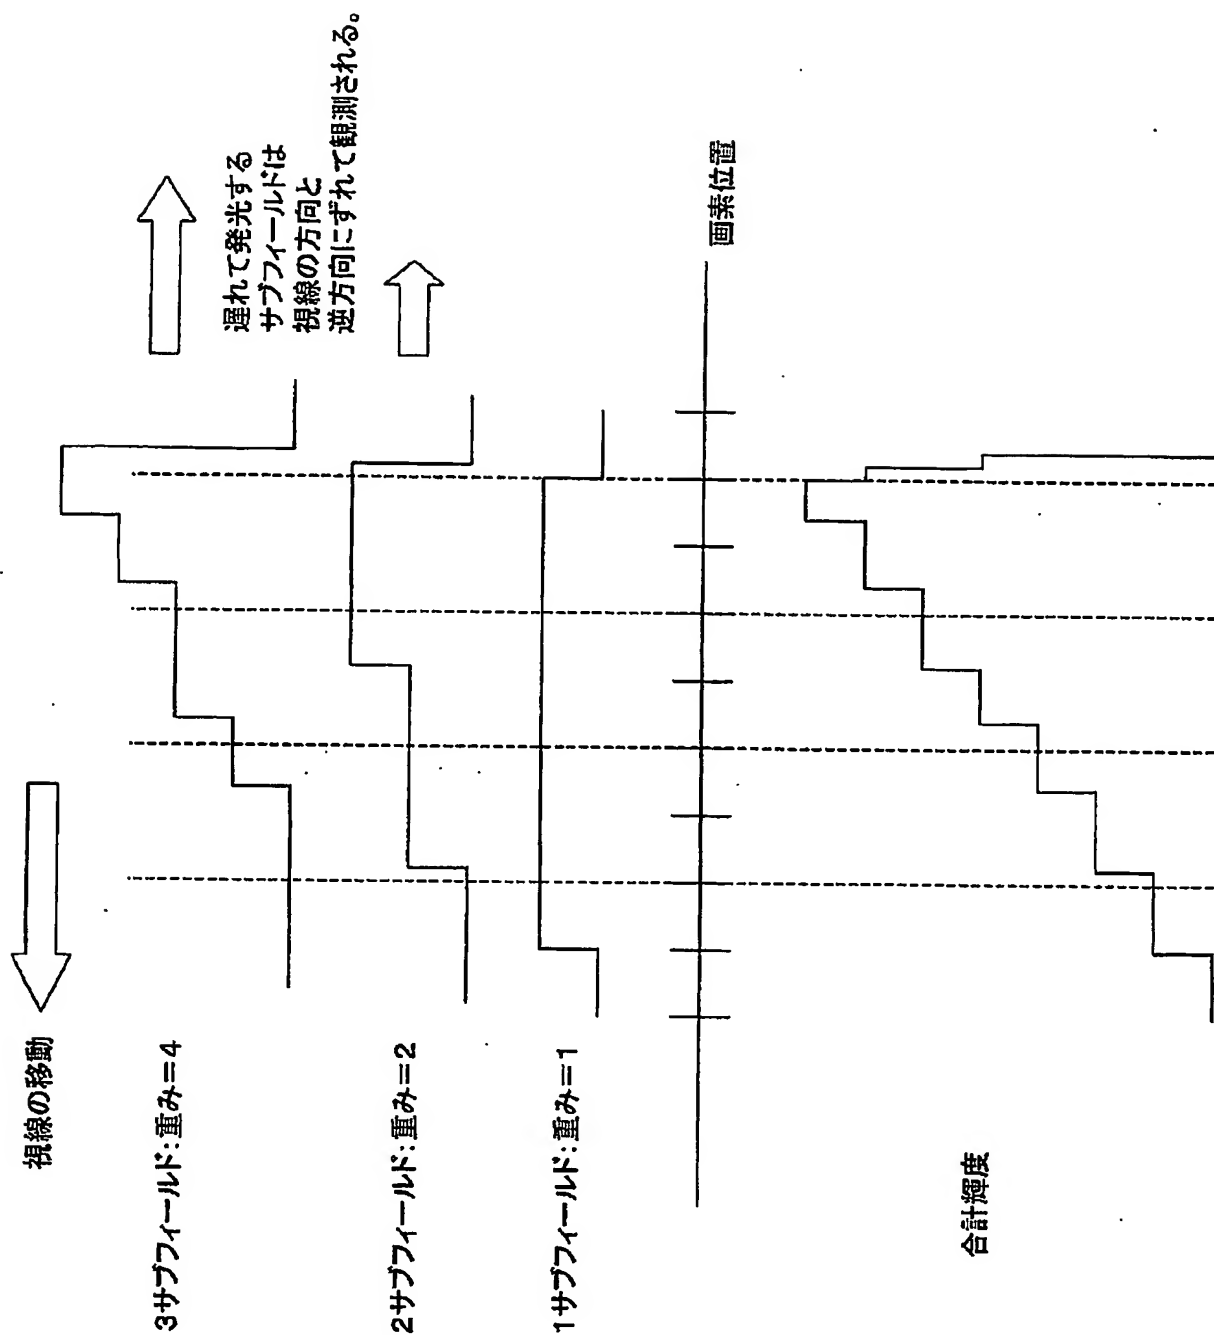 視線の移動
3サブフィールド:重み=4
遅れて発光する
サブフィールドは
視線の方向と
逆方向にずれて観測される。
2サブフィールド:重み=2
1サブフィールド:重み=1
画素位置
合計輝度